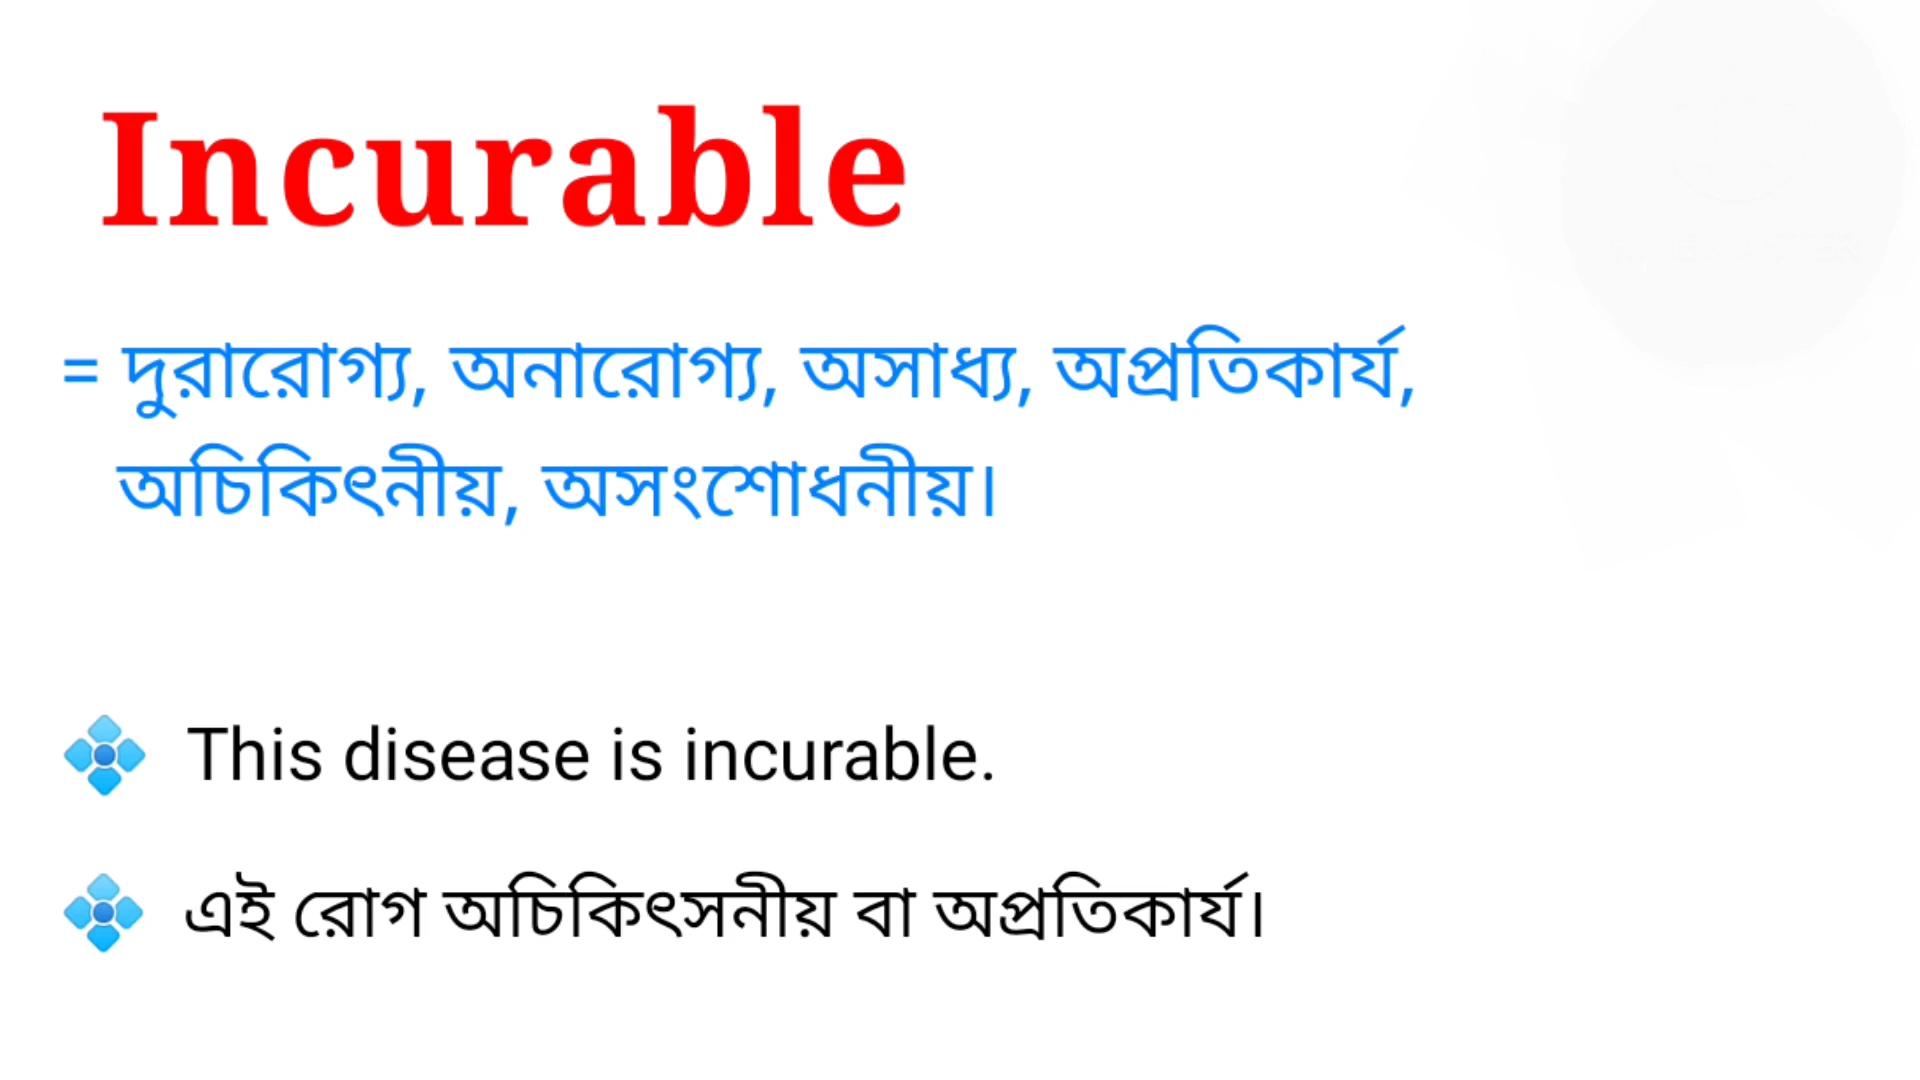 Incurable
= দুরারোগ্য, অনারোগ্য, অসাধ্য, অপ্রতিকার্য,
অচিকিৎনীয়, অসংশোধনীয়।
This disease is incurable.
এই রোগ অচিকিৎসনীয় বা অপ্রতিকার্য।